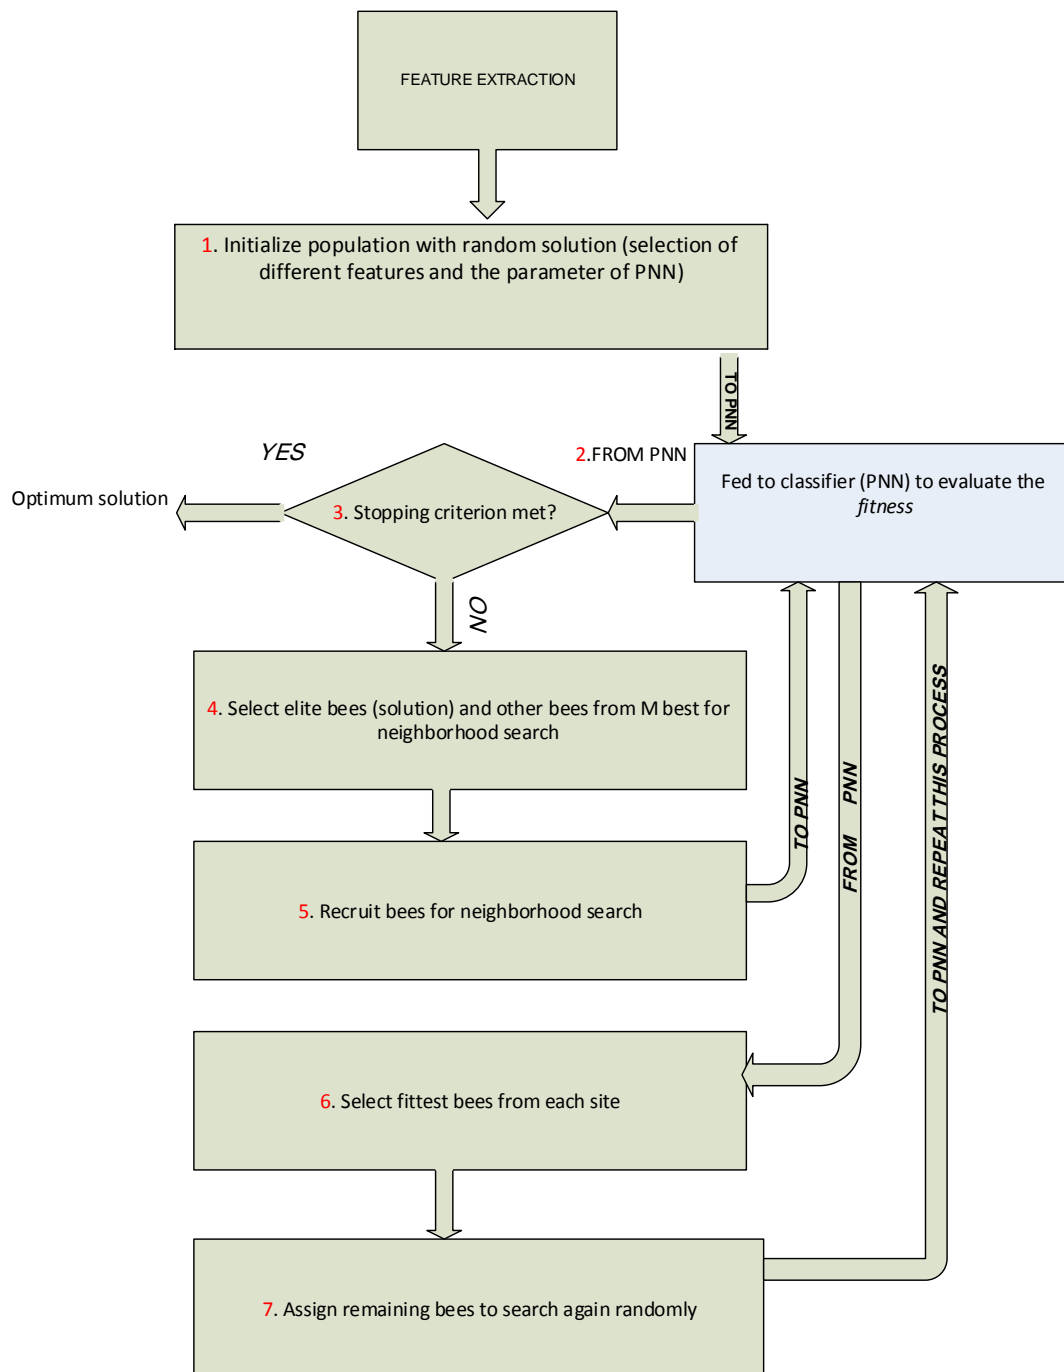 FEATURE EXTRACTION
1. Initialize population with random solution (selection of
different features and the parameter of PNN)
TO PNN
YES
2.FROM PNN
Fed to classifier (PNN) to evaluate the
fitness
Optimum solution
3. Stopping criterion met?
NO
4. Select elite bees (solution) and other bees from M best for
neighborhood search
TO PNN
FROM PNN
TO PNN AND REPEAT THIS PROCESS
5. Recruit bees for neighborhood search
6. Select fittest bees from each site
7. Assign remaining bees to search again randomly